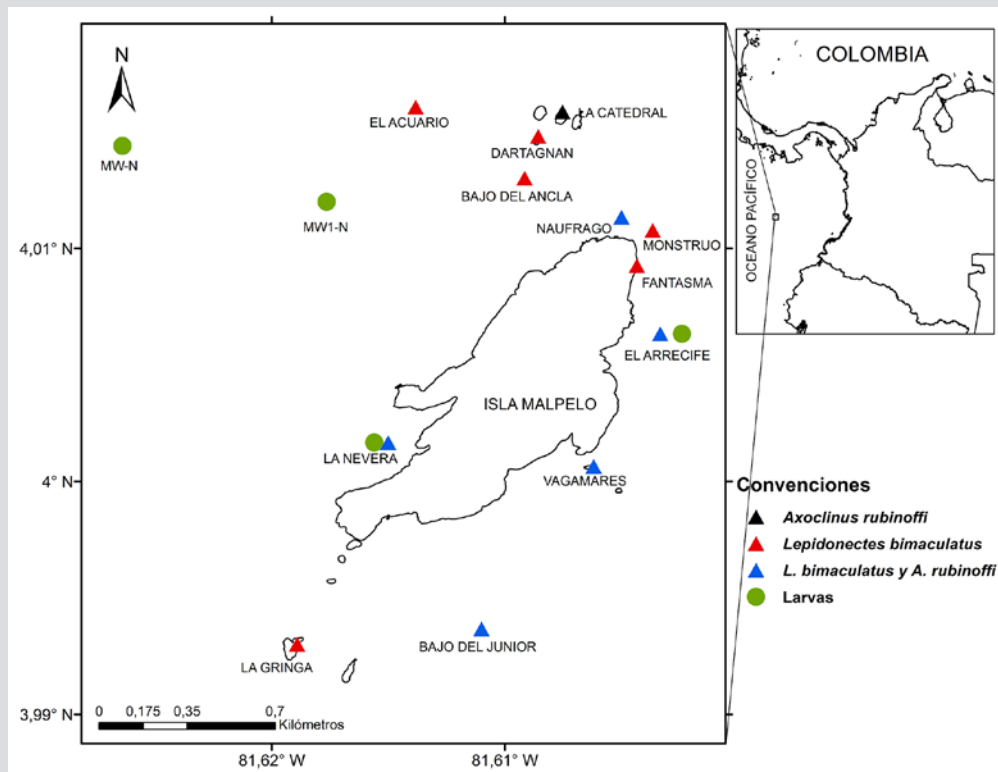 N
EL ACUARIO
LA CATEDRAL
DARTAGNAN
MW-N
BAJO DEL ANCLA
MW1-N
NAUFRAGO
MONSTRUO
4,01° N
FANTASMA
EL ARRECIFE
ISLA MALPELO
LA NEVERA
4° N
VAGAMARES
BAJO DEL JUNIOR
LA GRINGA
3,99° N
0 0,175 0,35 0,7
Kilómetros
81,62° W
81,61° W
COLOMBIA
OCEANO PACÍFICO
Convenciones
Axoclinus rubinoffi
Lepidonectes bimaculatus
L. bimaculatus y A. rubinoffi
Larvas